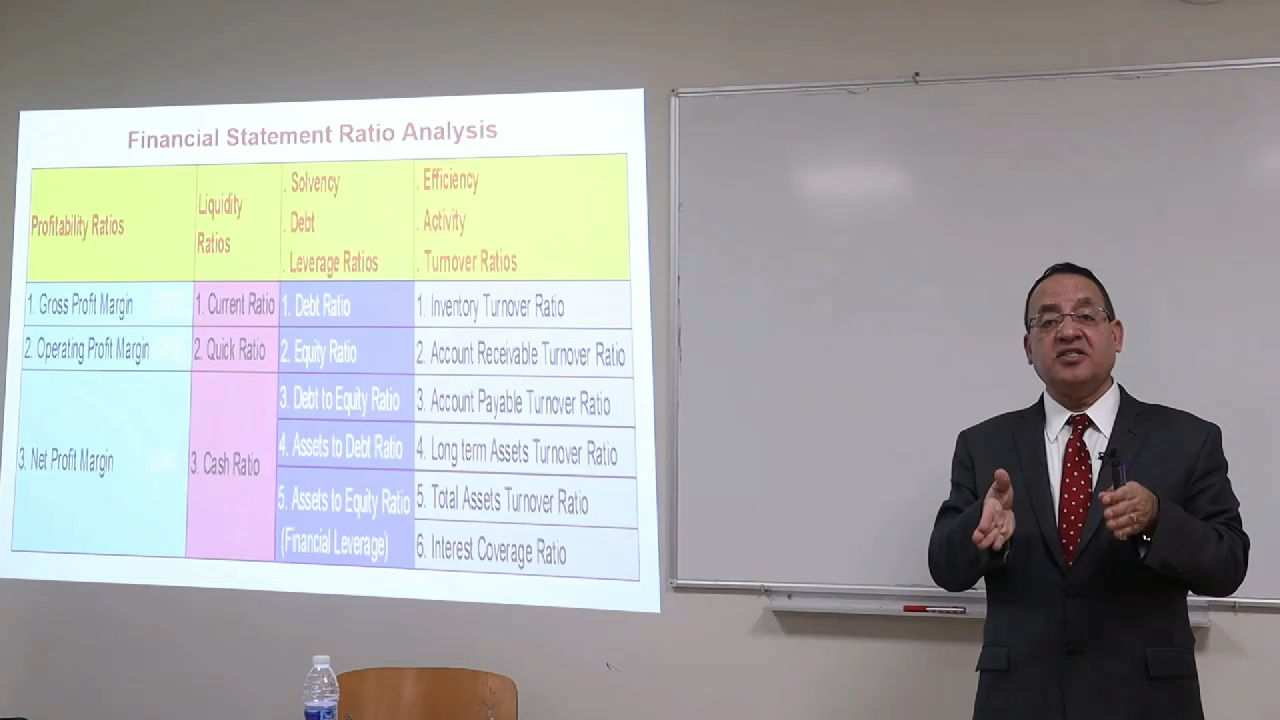 Financial Statement Ratio Analysis
Profitability Ratios
Liquidity
Ratios
. Solvency
. Debt
. Leverage Ratios
. Efficiency
. Activity
. Turnover Ratios
1. Gross Profit Margin
1. Current Ratio
1. Debt Ratio
1. Inventory Turnover Ratio
2. Operating Profit Margin
2. Quick Ratio
2. Equity Ratio
2. Account Receivable Turnover Ratio
3. Net Profit Margin
3. Cash Ratio
3. Debt to Equity Ratio
3. Account Payable Turnover Ratio
4. Assets to Debt Ratio
4. Long term Assets Turnover Ratio
5. Assets to Equity Ratio
(Financial Leverage)
5. Total Assets Turnover Ratio
6. Interest Coverage Ratio